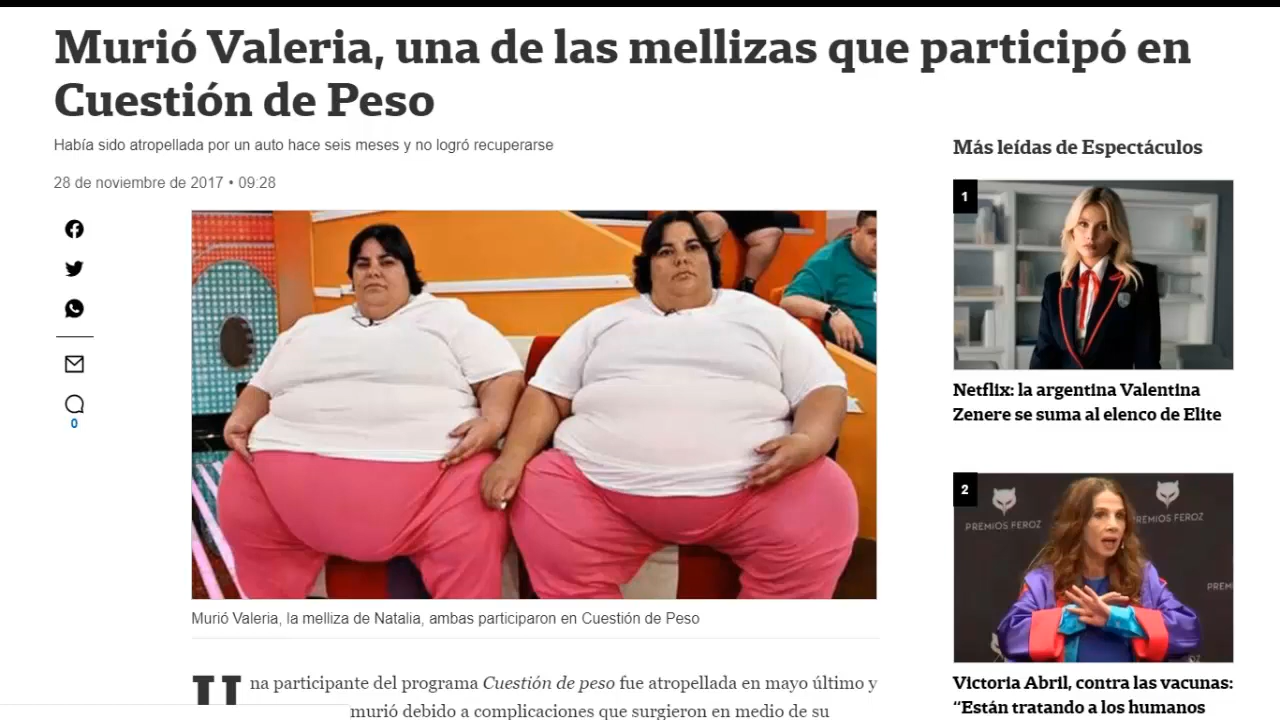 Murió Valeria, una de las mellizas que participó en
Cuestión de Peso
Había sido atropellada por un auto hace seis meses y no logró recuperarse
28 de noviembre de 2017 • 09:28
0
Murió Valeria, la melliza de Natalia, ambas participaron en Cuestión de Peso
Una participante del programa Cuestión de peso fue atropellada en mayo último y
murió debido a complicaciones que surgieron en medio de su
Más leídas de Espectáculos
1
Netflix: la argentina Valentina
Zenere se suma al elenco de Elite
2
PREMIOS FEROZ
PREMIOS FEROZ
PREM
Victoria Abril, contra las vacunas:
“Están tratando a los humanos